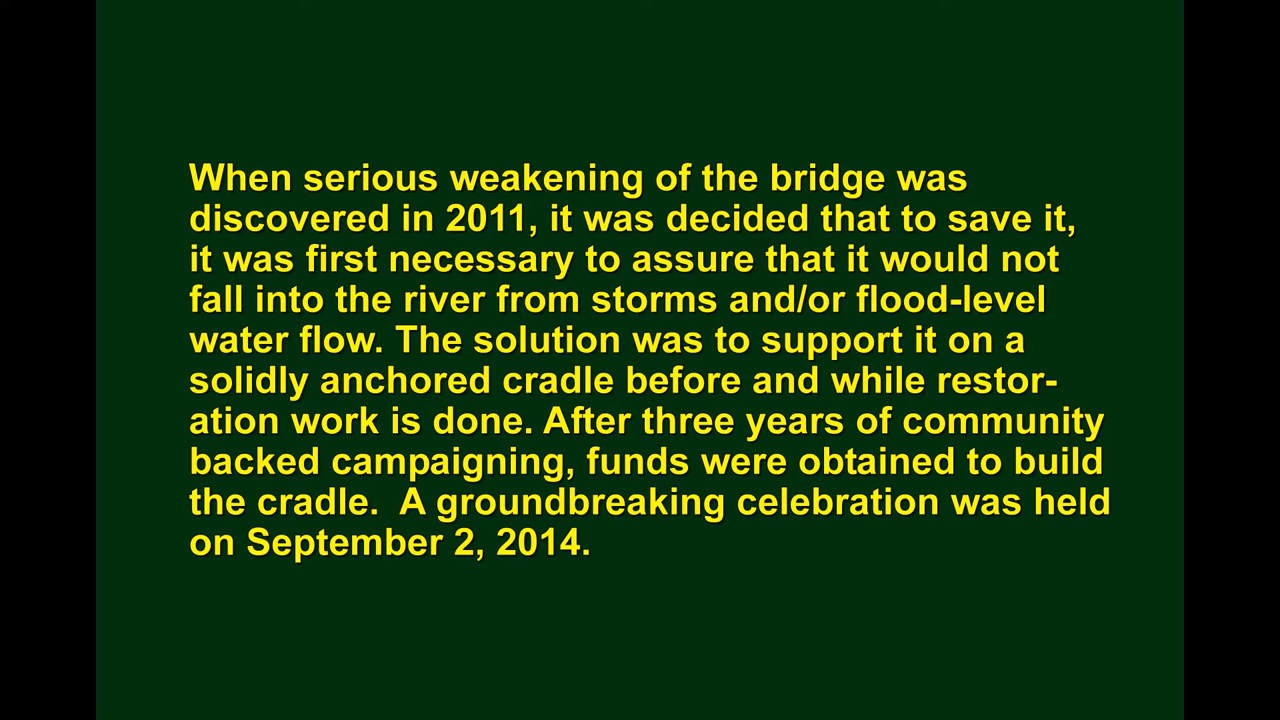 When serious weakening of the bridge was
discovered in 2011, it was decided that to save it,
it was first necessary to assure that it would not
fall into the river from storms and/or flood-level
water flow. The solution was to support it on a
solidly anchored cradle before and while restor-
ation work is done. After three years of community
backed campaigning, funds were obtained to build
the cradle.  A groundbreaking celebration was held
on September 2, 2014.